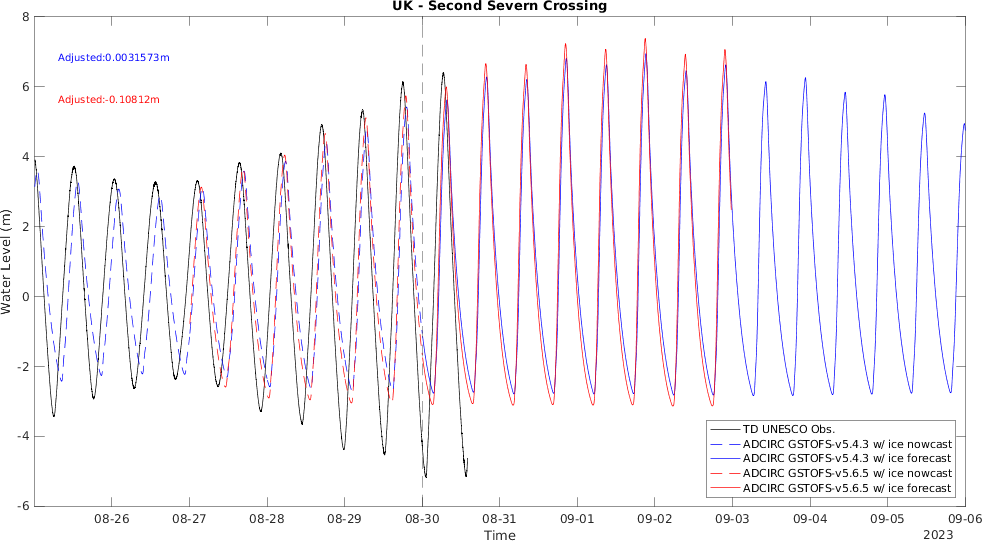 UK - Second Severn Crossing
8
6
4
2
0
-2
-4
-6
Water Level (m)
Adjusted:0.0031573m
Adjusted:-0.10812m
TD UNESCO Obs.
ADCIRC GSTOFS-v5.4.3 w/ ice nowcast
ADCIRC GSTOFS-v5.4.3 w/ ice forecast
ADCIRC GSTOFS-v5.6.5 w/ ice nowcast
ADCIRC GSTOFS-v5.6.5 w/ ice forecast
08-26 08-27 08-28 08-29 08-30 08-31 09-01 09-02 09-03 09-04 09-05 09-06
Time
2023